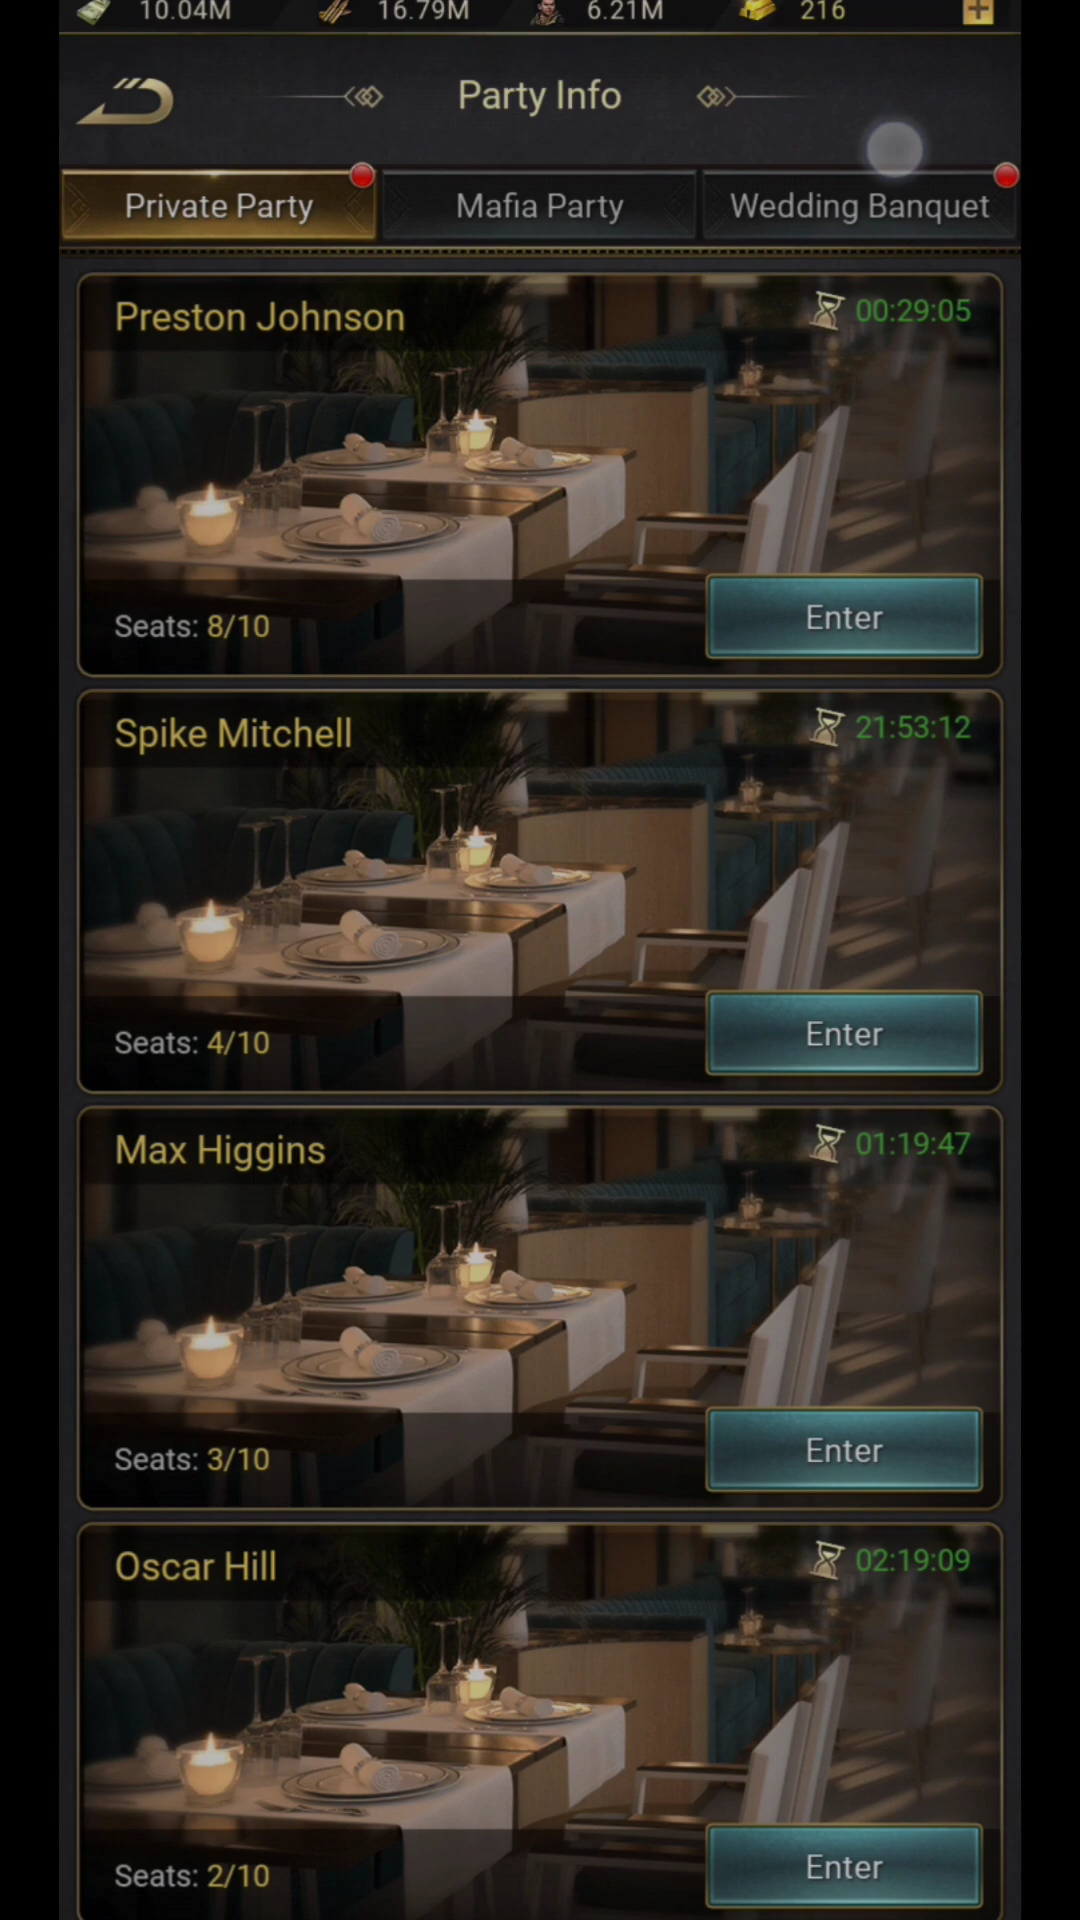 10.04M 16.79M 6.21M 216
Party Info
Private Party Mafia Party Wedding Banquet
Preston Johnson 00:29:05
Seats: 8/10 Enter
Spike Mitchell 21:53:12
Seats: 4/10 Enter
Max Higgins 01:19:47
Seats: 3/10 Enter
Oscar Hill 02:19:09
Seats: 2/10 Enter